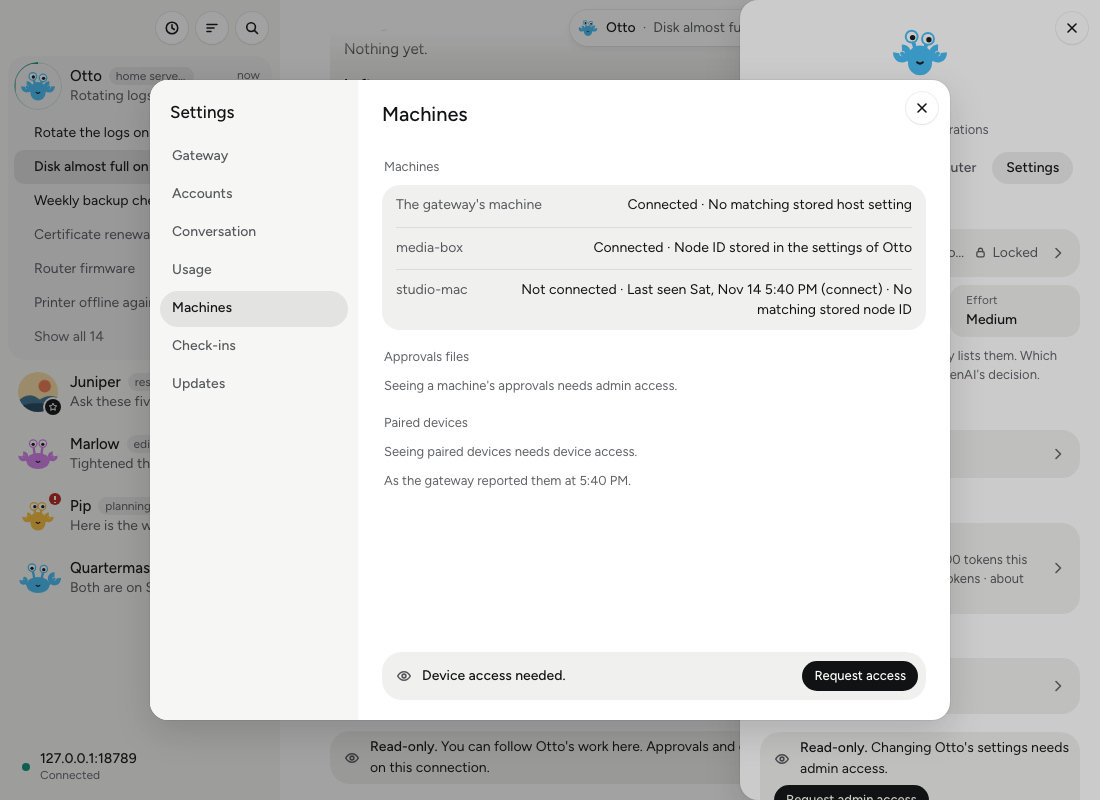 Nothing yet.
Otto · Disk almost fu
Otto home serve... now
Rotating logs
Rotate the logs on
Disk almost full on
Weekly backup che
Certificate renewa
Router firmware
Printer offline again
Show all 14
Juniper res
Ask these fiv
Marlow edi
Tightened th
Pip planning
Here is the w
Quartermas
Both are on S
127.0.0.1:18789
Connected
Settings
Gateway
Accounts
Conversation
Usage
Machines
Check-ins
Updates
Machines
Machines
The gateway's machine Connected · No matching stored host setting
media-box Connected · Node ID stored in the settings of Otto
studio-mac Not connected · Last seen Sat, Nov 14 5:40 PM (connect) · No
matching stored node ID
Approvals files
Seeing a machine's approvals needs admin access.
Paired devices
Seeing paired devices needs device access.
As the gateway reported them at 5:40 PM.
Device access needed. Request access
Read-only. You can follow Otto's work here. Approvals and
on this connection.
rations
uter Settings
o... Locked
Effort
Medium
y lists them. Which
enAI's decision.
00 tokens this
okens · about
Read-only. Changing Otto's settings needs
admin access.
Request admin access